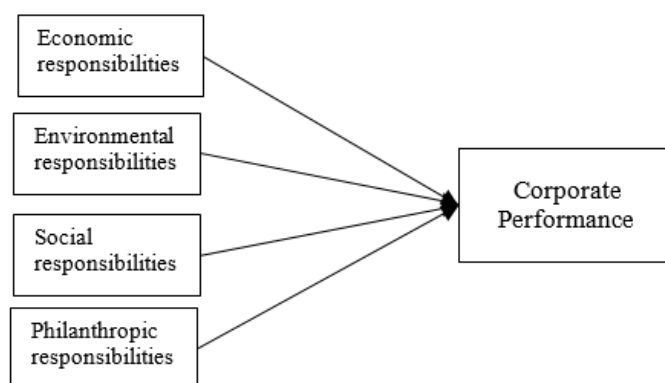 Economic
responsibilities
Environmental
responsibilities
Social
responsibilities
Philanthropic
responsibilities
Corporate
Performance